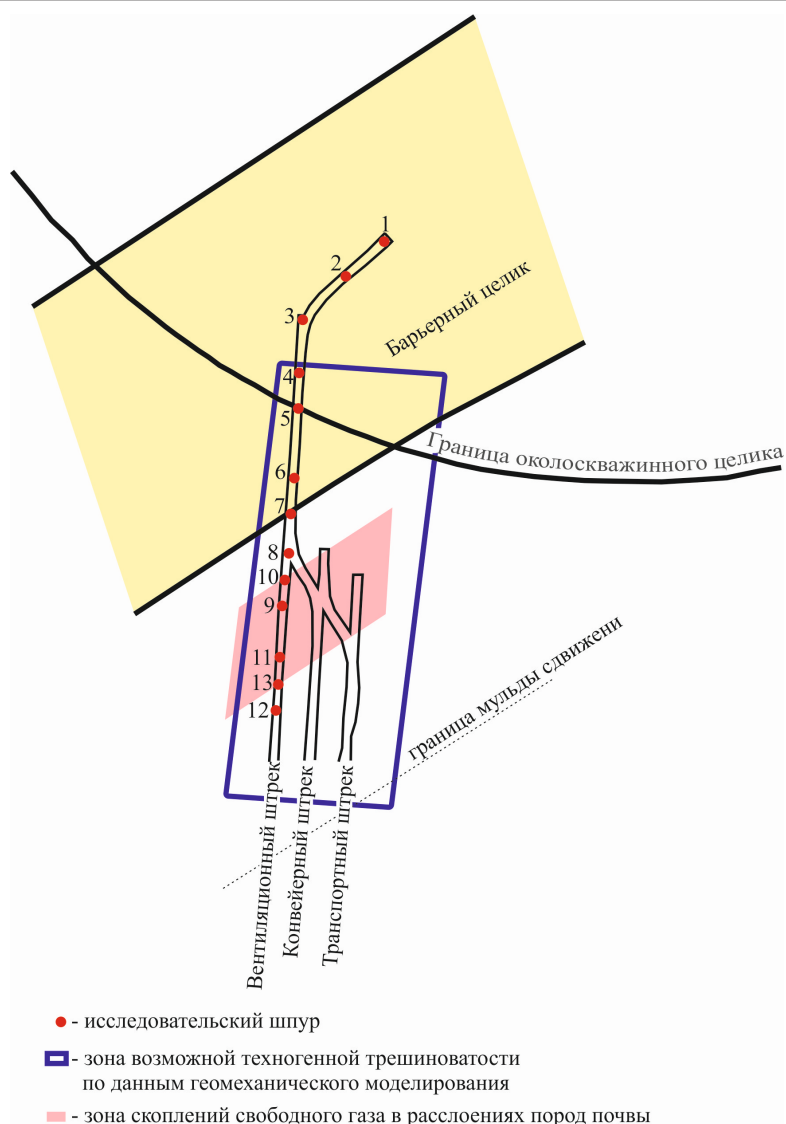 1
2
3
Барьерный целик
4
5
Граница околоскважинного целика
6
7
8
10
9
11
13
12
граница мульды сдвижени
Вентиляционный штрек
Конвейерный штрек
Транспортный штрек
- исследовательский шпур
- зона возможной техногенной трешиноватости
по данным геомеханического моделирования
- зона скоплений свободного газа в расслоениях пород почвы